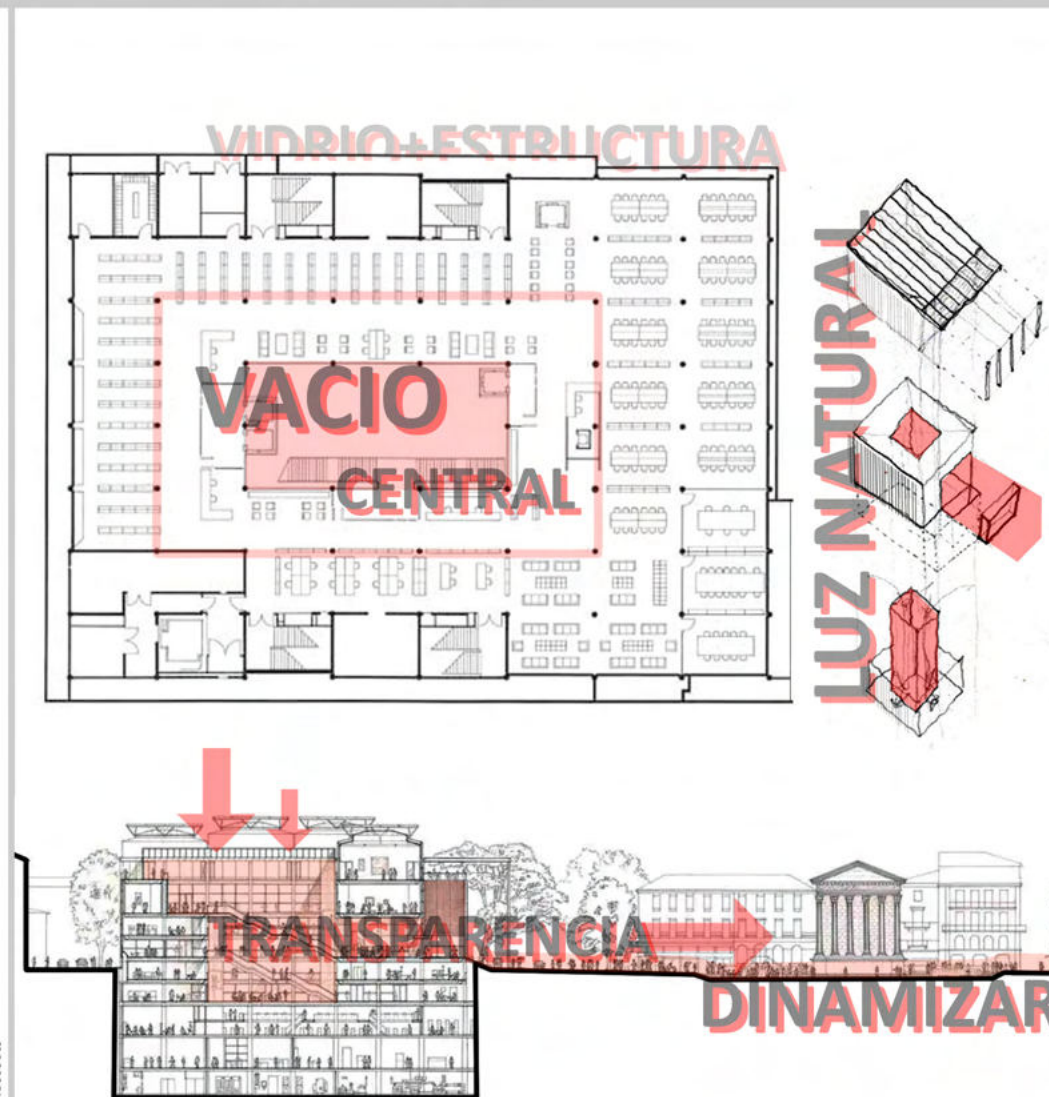 VIDRIO+ESTRUCTURA
VACIO
CENTRAL
LUZ NATURAL
TRANSPARENCIA
DINAMIZAR